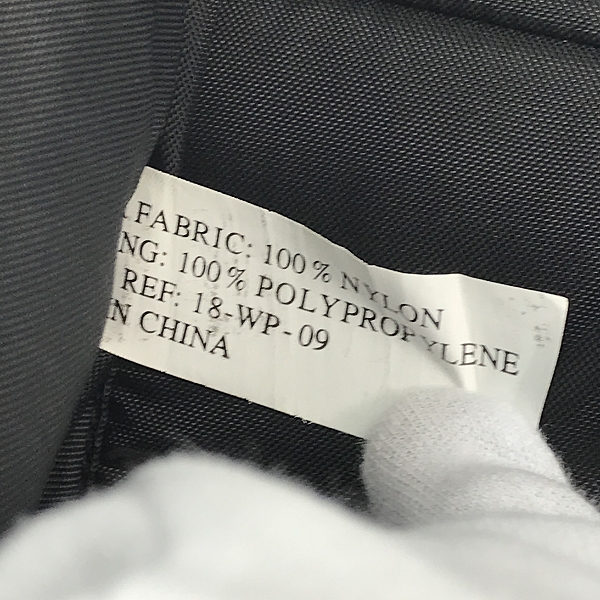 FABRIC: 100% NYLON
NG: 100% POLYPROPYLENE
REF: 18-WP-09
N CHINA